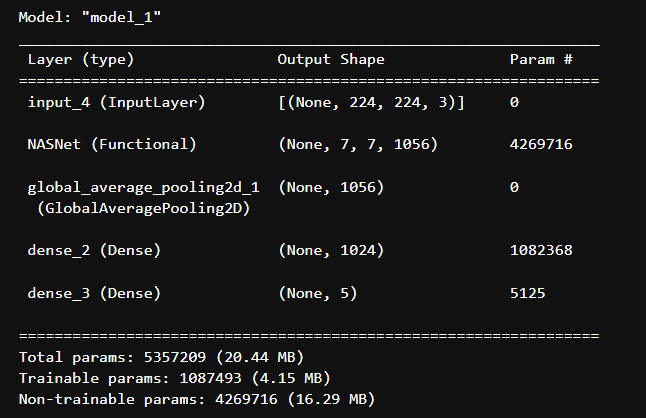 Model: "model_1"
Layer (type) Output Shape Param #
=================================================================
input_4 (InputLayer) [(None, 224, 224, 3)] 0
NASNet (Functional) (None, 7, 7, 1056) 4269716
global_average_pooling2d_1 (None, 1056) 0
(GlobalAveragePooling2D)
dense_2 (Dense) (None, 1024) 1082368
dense_3 (Dense) (None, 5) 5125
=================================================================
Total params: 5357209 (20.44 MB)
Trainable params: 1087493 (4.15 MB)
Non-trainable params: 4269716 (16.29 MB)